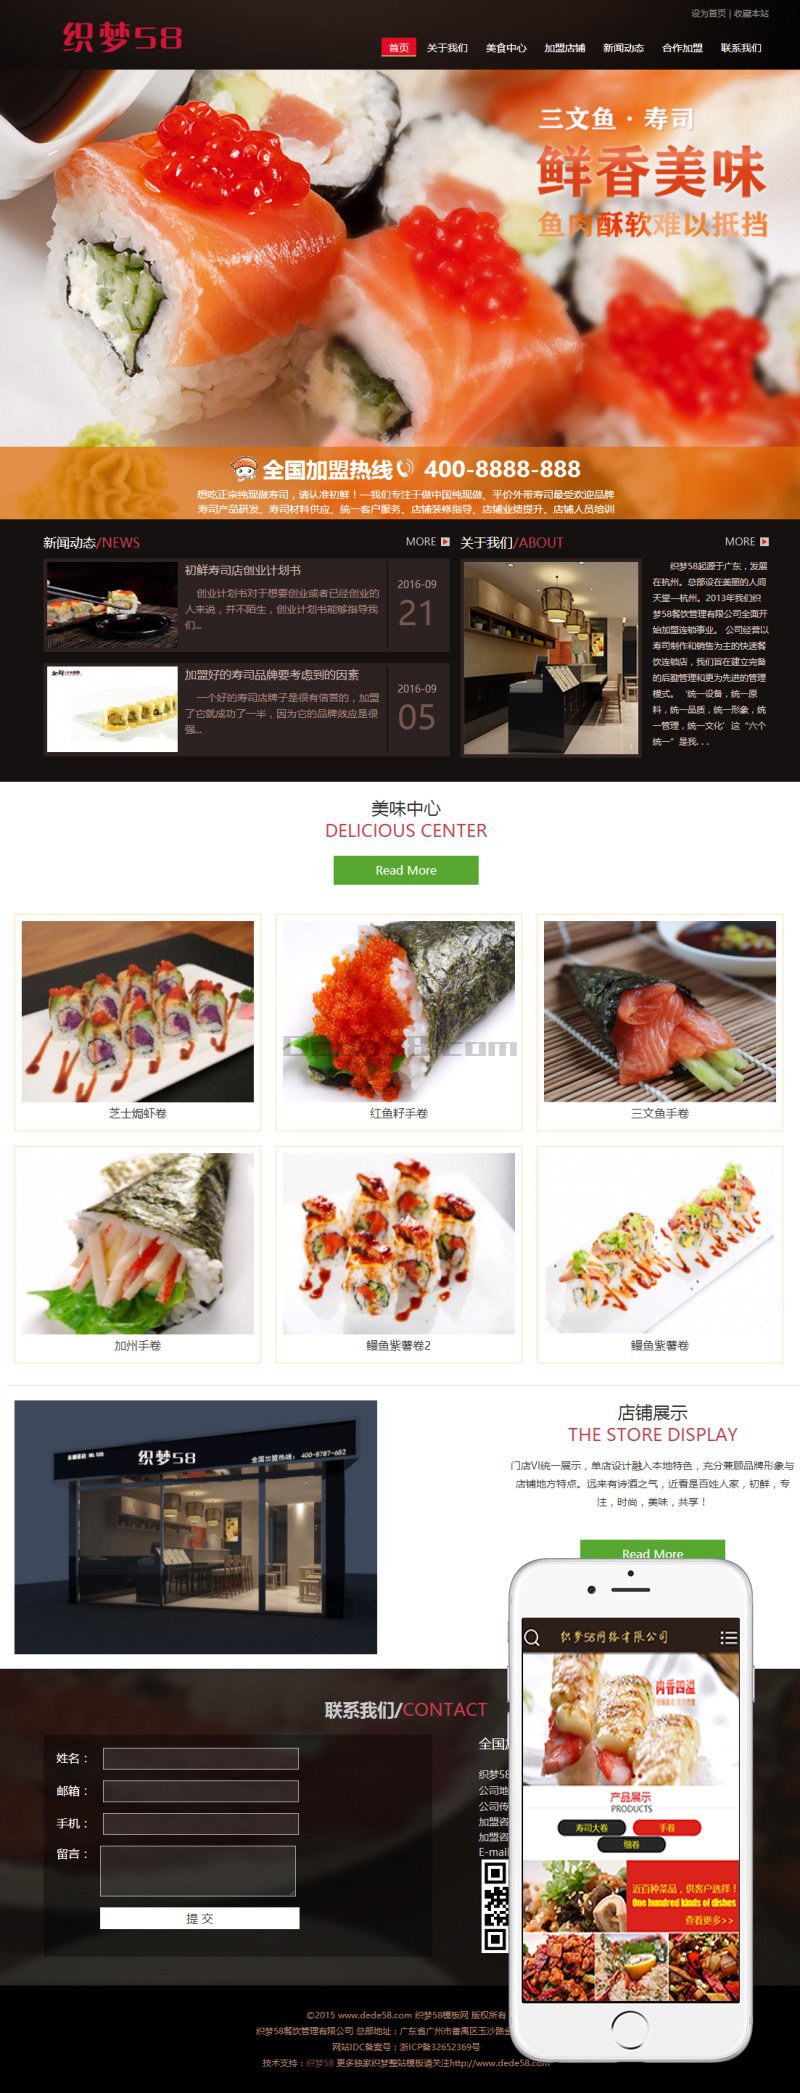 设为首页 | 收藏本站
织梦58
首页 关于我们 美食中心 加盟店铺 新闻动态 合作加盟 联系我们
三文鱼·寿司
鲜香美味
鱼肉酥软难以抵挡
全国加盟热线 400-8888-888
想吃正宗纯现做寿司，请认准初鲜！—我们专注于做中国纯现做、平价外带寿司最受欢迎品牌
寿司产品研发、寿司材料供应、统一客户服务、店铺装修指导、店铺业绩提升、店铺人员培训
新闻动态/NEWS
MORE
初鲜寿司店创业计划书
创业计划书对于想要创业或者已经创业的
人来说，并不陌生，创业计划书能够指导我
们...
2016-09
21
加盟好的寿司品牌要考虑到的因素
一个好的寿司店牌子是很有信誉的，加盟
了它就成功了一半，因为它的品牌效应是很
强...
2016-09
05
关于我们/ABOUT
MORE
织梦58起源于广东，发展
在杭州。总部设在美丽的人间
天堂—杭州。2013年我们织
梦58餐饮管理有限公司全面开
始加盟连锁事业。 公司经营以
寿司制作和销售为主的快速餐
饮连锁店，我们旨在建立完备
的后勤管理和更为先进的管理
模式。 ‘统一设备，统一原
料，统一品质，统一形象，统
一管理，统一文化’这“六个
统一”是我...
美味中心
DELICIOUS CENTER
Read More
Dede58.com
芝士焗虾卷
红鱼籽手卷
三文鱼手卷
加州手卷
鳗鱼紫薯卷2
鳗鱼紫薯卷
织梦58
全国加盟热线： 400-8787-652
店铺展示
THE STORE DISPLAY
门店VI统一展示，单店设计融入本地特色，充分兼顾品牌形象与
店铺地方特点。远来有诗酒之气，近看是百姓人家，初鲜，专
注，时尚，美味，共享！
Read More
联系我们/CONTACT
姓名：
邮箱：
手机：
留言：
提 交
全国加
织梦58
公司地
公司传
加盟咨
加盟咨
E-mail
织梦58网络有限公司
肉香四溢
产品展示
PRODUCTS
寿司大卷
手卷
细卷
近百种菜品，供客户选择！
One hundred kinds of dishes
查看更多>>
©2015 www.dede58.com 织梦58模板网 版权所有
织梦58餐饮管理有限公司 总部地址：广东省广州市番禺区玉沙路金
网站IDC备案号：浙ICP备32652369号
技术支持：织梦58 更多独家织梦整站模板请关注http://www.dede58.com